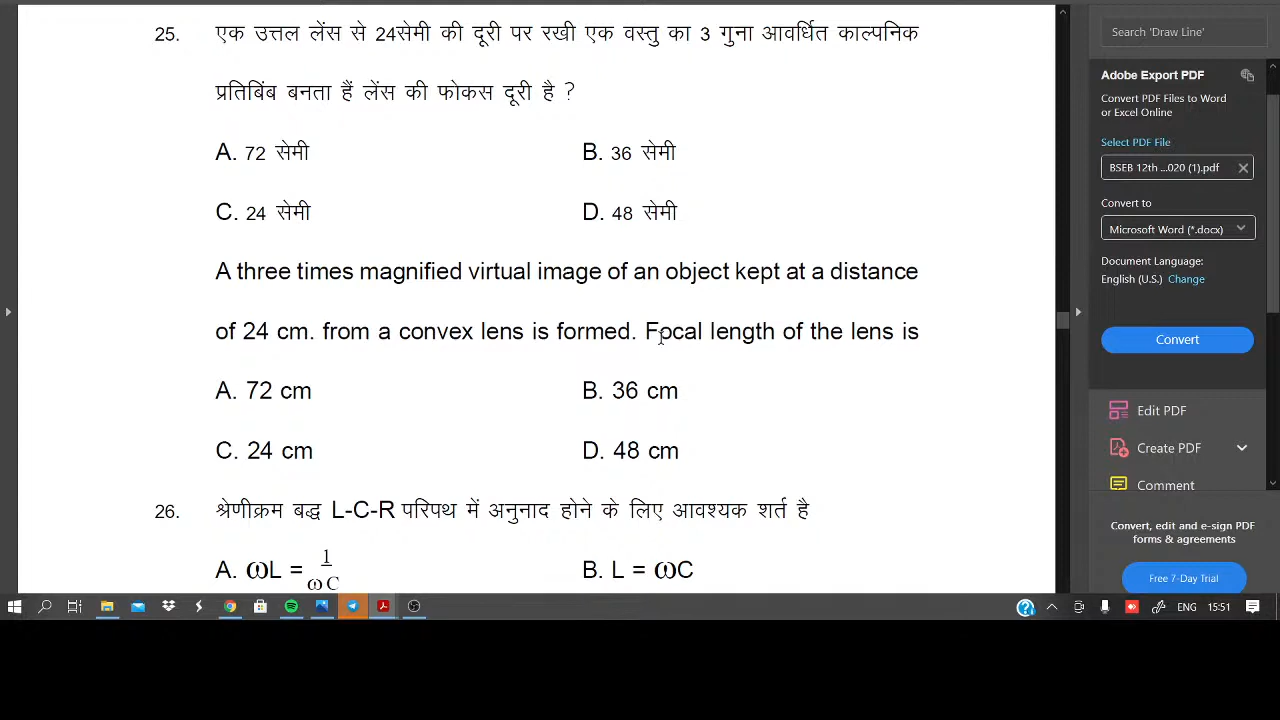 25. एक उत्तल लेंस से 24सेमी की दूरी पर रखी एक वस्तु का 3 गुना आवर्धित काल्पनिक
प्रतिबिंब बनता हैं लेंस की फोकस दूरी है ?
A. 72 सेमी B. 36 सेमी
C. 24 सेमी D. 48 सेमी
A three times magnified virtual image of an object kept at a distance
of 24 cm. from a convex lens is formed. Focal length of the lens is
A. 72 cm B. 36 cm
C. 24 cm D. 48 cm
26. श्रेणीक्रम बद्ध L-C-R परिपथ में अनुनाद होने के लिए आवश्यक शर्त है
A. ωL = 1/ωC B. L = ωC
Search 'Draw Line'
Adobe Export PDF
Convert PDF Files to Word
or Excel Online
Select PDF File
BSEB 12th ...020 (1).pdf
Convert to
Microsoft Word (*.docx)
Document Language:
English (U.S.) Change
Convert
Edit PDF
Create PDF
Comment
Convert, edit and e-sign PDF
forms & agreements
Free 7-Day Trial
ENG 15:51